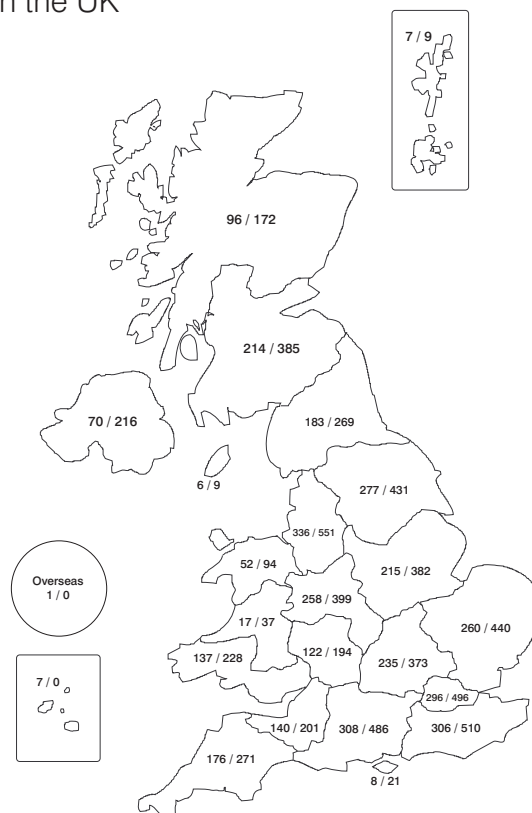 n the UK
7 / 9
96 / 172
214 / 385
70 / 216
183 / 269
6 / 9
277 / 431
336 / 551
52 / 94
215 / 382
Overseas
1 / 0
258 / 399
17 / 37
260 / 440
137 / 228
122 / 194
235 / 373
7 / 0
296 / 496
140 / 201
308 / 486
306 / 510
176 / 271
8 / 21